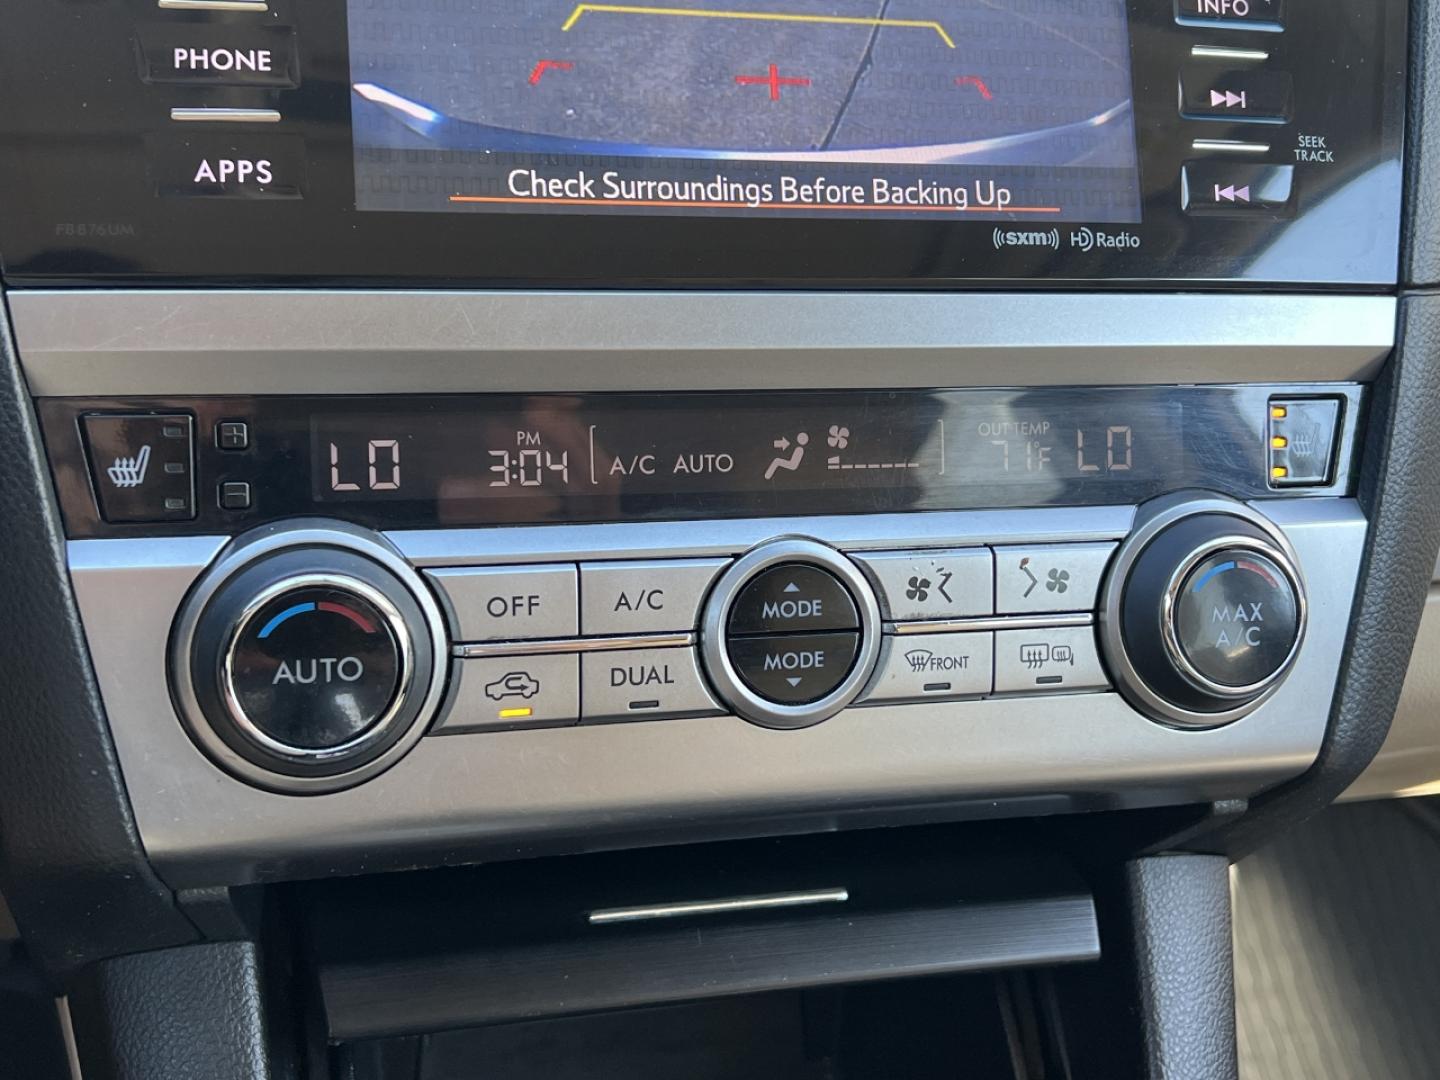 INFO
PHONE
APPS
SEEK
TRACK
Check Surroundings Before Backing Up
FB876UM
((sxm)) HD Radio
LO PM 3:04 A/C AUTO OUT TEMP 71°F LO
OFF A/C MODE
AUTO DUAL MODE FRONT MAX
A/C